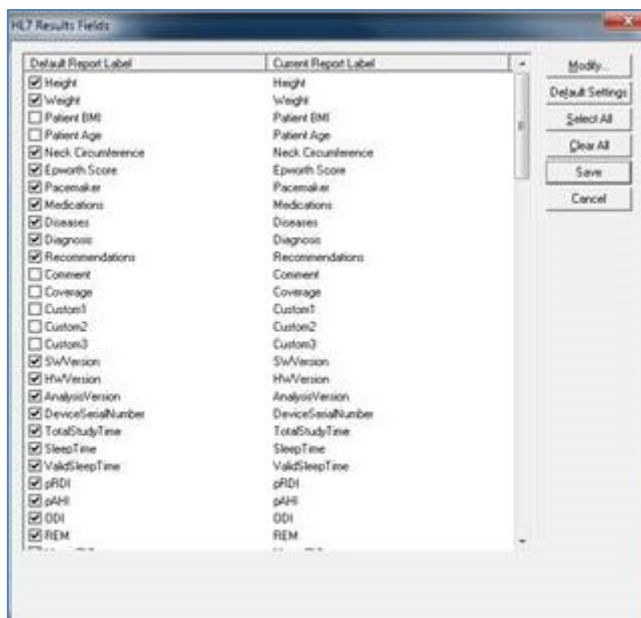 HL7 Results Fields
Default Report Label Current Report Label
Height Height
Weight Weight
Patient BMI Patient BMI
Patient Age Patient Age
Neck Circumference Neck Circumference
Epworth Score Epworth Score
Pacemaker Pacemaker
Medications Medications
Diseases Diseases
Diagnosis Diagnosis
Recommendations Recommendations
Comment Comment
Coverage Coverage
Custom1 Custom1
Custom2 Custom2
Custom3 Custom3
SWVersion SWVersion
HWVersion HWVersion
AnalysisVersion AnalysisVersion
DeviceSerialNumber DeviceSerialNumber
TotalStudyTime TotalStudyTime
SleepTime SleepTime
ValidSleepTime ValidSleepTime
pRDI pRDI
pAHI pAHI
ODI ODI
REM REM
Modify...
Default Settings
Select All
Clear All
Save
Cancel